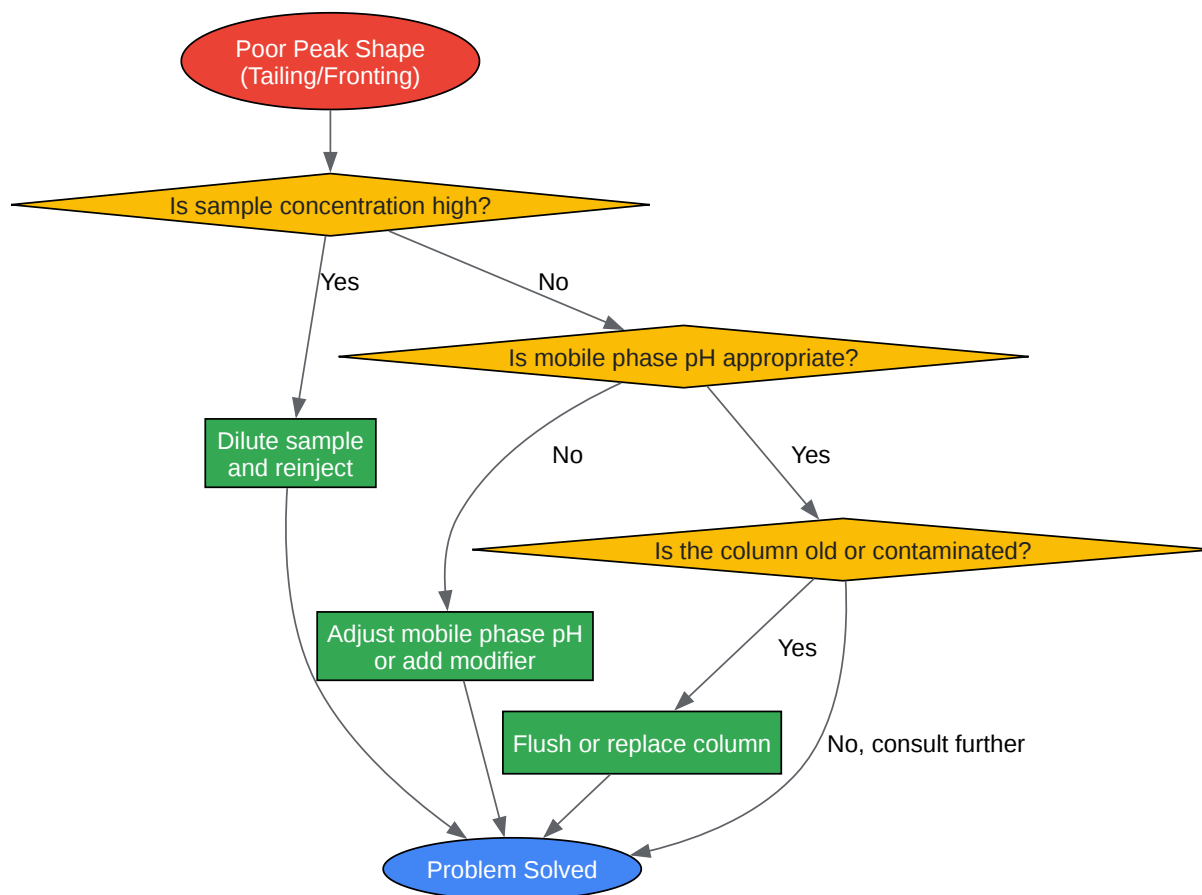 Poor Peak Shape
(Tailing/Fronting)
Is sample concentration high?
Yes
No
Is mobile phase pH appropriate?
Dilute sample
and reinject
No
Yes
Is the column old or contaminated?
Adjust mobile phase pH
or add modifier
Yes
Flush or replace column
No, consult further
Problem Solved